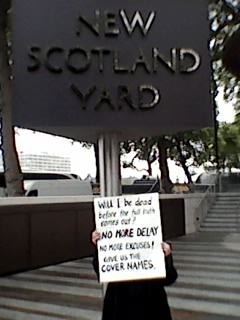 NEW
SCOTLAND
YARD
Will I be dead
before the full truth
comes out?
NO MORE DELAY
NO MORE EXCUSES!
GIVE US THE
COVER NAMES.